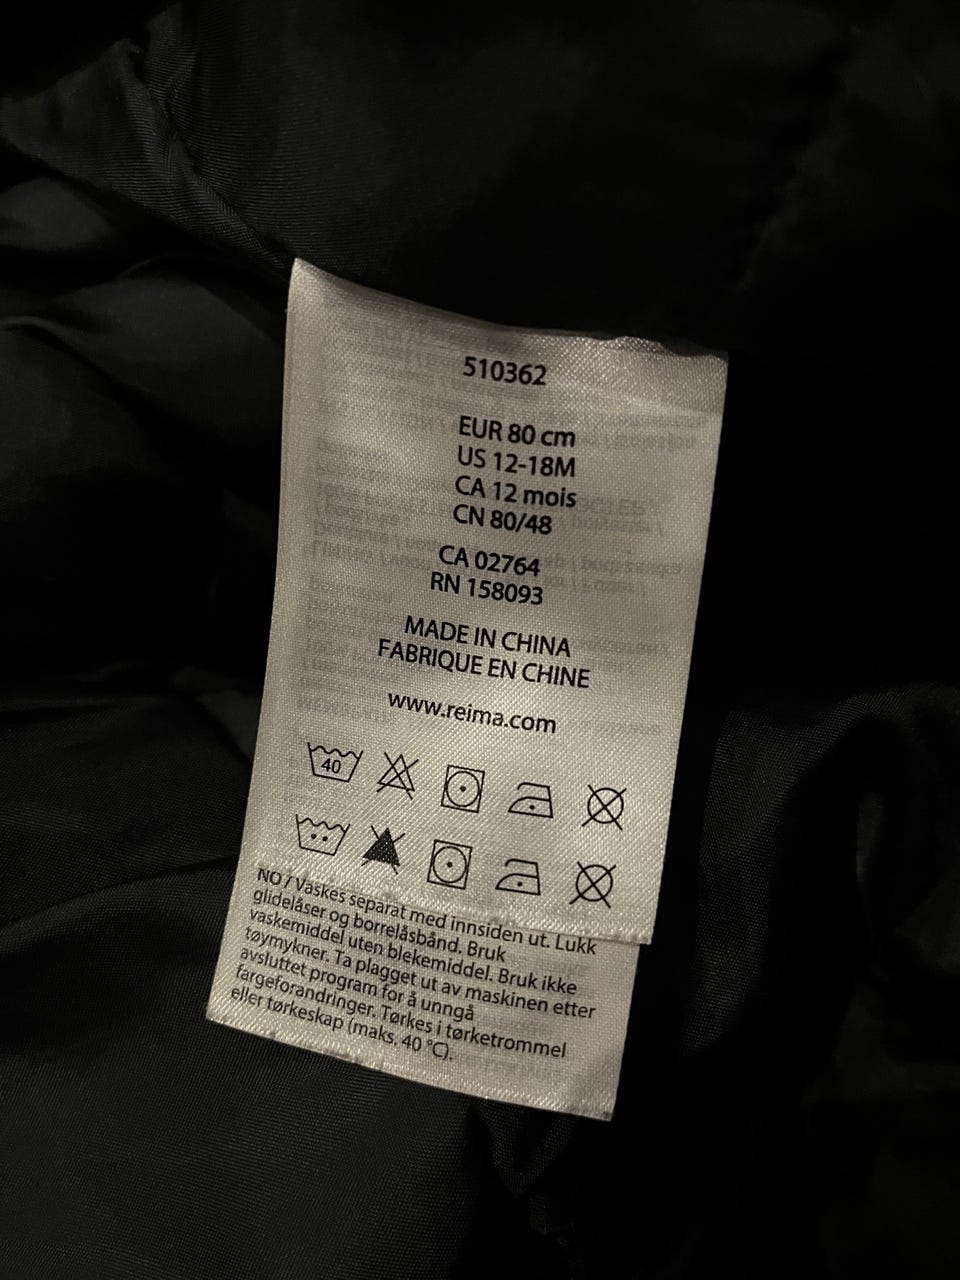 510362
EUR 80 cm
US 12-18M
CA 12 mois
CN 80/48
CA 02764
RN 158093
MADE IN CHINA
FABRIQUE EN CHINE
www.reima.com
40
NO / Vaskes separat med innsiden ut. Lukk
glidelåser og borrelåsbånd. Bruk
vaskemiddel uten blekemiddel. Bruk ikke
tøymykner. Ta plagget ut av maskinen etter
avsluttet program for å unngå
fargeforandringer. Tørkes i tørketrommel
eller tørkeskap (maks. 40 °C).